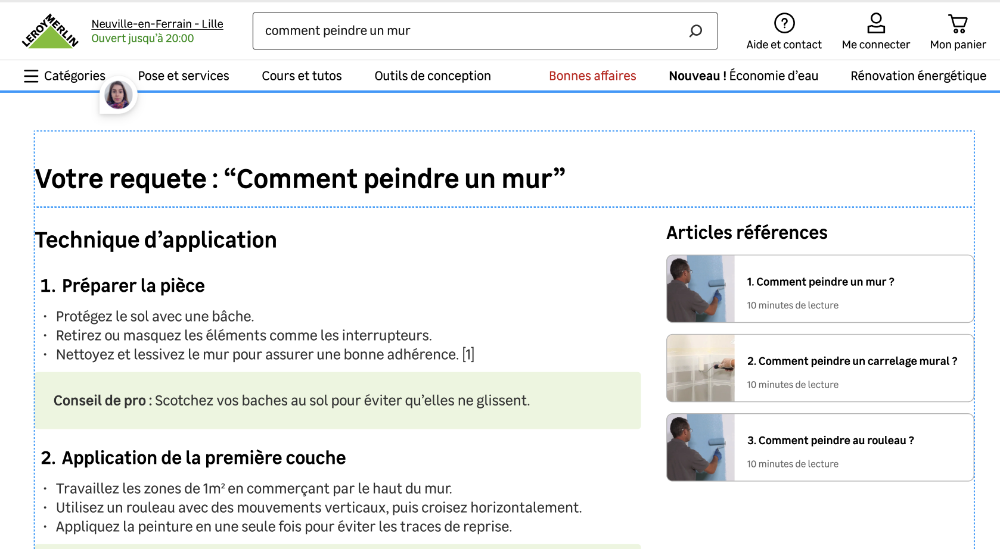 LEROY MERLIN
Neuville-en-Ferrain - Lille
Ouvert jusqu’à 20:00
comment peindre un mur
Aide et contact
Me connecter
Mon panier
Catégories
Pose et services
Cours et tutos
Outils de conception
Bonnes affaires
Nouveau ! Économie d’eau
Rénovation énergétique
Votre requete : “Comment peindre un mur”
Technique d’application
1. Préparer la pièce
· Protégez le sol avec une bâche.
· Retirez ou masquez les éléments comme les interrupteurs.
· Nettoyez et lessivez le mur pour assurer une bonne adhérence. [1]
Conseil de pro : Scotchez vos baches au sol pour éviter qu’elles ne glissent.
2. Application de la première couche
· Travaillez les zones de 1m² en commerçant par le haut du mur.
· Utilisez un rouleau avec des mouvements verticaux, puis croisez horizontalement.
· Appliquez la peinture en une seule fois pour éviter les traces de reprise.
Articles références
1. Comment peindre un mur ?
10 minutes de lecture
2. Comment peindre un carrelage mural ?
10 minutes de lecture
3. Comment peindre au rouleau ?
10 minutes de lecture